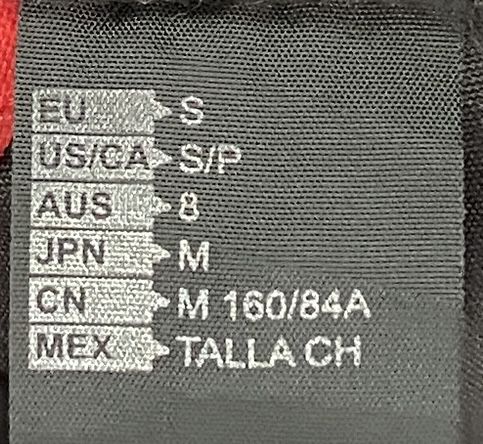 EU S
US/CA S/P
AUS 8
JPN M
CN M 160/84A
MEX TALLA CH